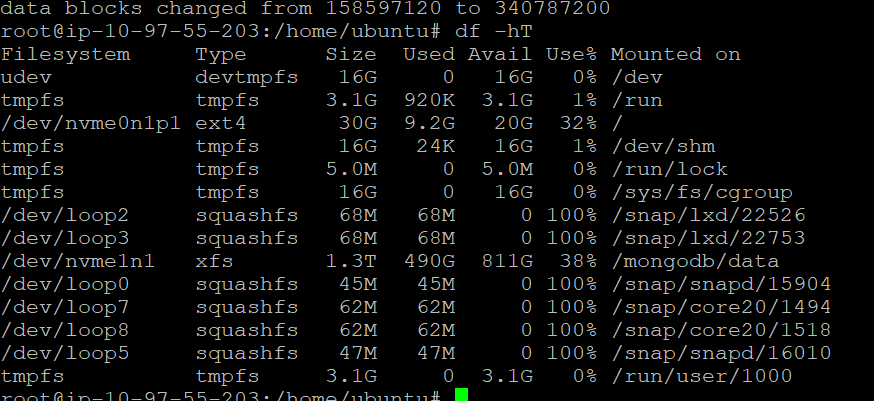 data blocks changed from 158597120 to 340787200
root@ip-10-97-55-203:/home/ubuntu# df -hT
Filesystem     Type      Size  Used Avail Use% Mounted on
udev           devtmpfs   16G     0   16G   0% /dev
tmpfs          tmpfs     3.1G  920K  3.1G   1% /run
/dev/nvme0n1p1 ext4       30G  9.2G   20G  32% /
tmpfs          tmpfs      16G   24K   16G   1% /dev/shm
tmpfs          tmpfs     5.0M     0  5.0M   0% /run/lock
tmpfs          tmpfs      16G     0   16G   0% /sys/fs/cgroup
/dev/loop2     squashfs   68M   68M     0 100% /snap/lxd/22526
/dev/loop3     squashfs   68M   68M     0 100% /snap/lxd/22753
/dev/nvme1n1   xfs       1.3T  490G  811G  38% /mongodb/data
/dev/loop0     squashfs   45M   45M     0 100% /snap/snapd/15904
/dev/loop7     squashfs   62M   62M     0 100% /snap/core20/1494
/dev/loop8     squashfs   62M   62M     0 100% /snap/core20/1518
/dev/loop5     squashfs   47M   47M     0 100% /snap/snapd/16010
tmpfs          tmpfs     3.1G     0  3.1G   0% /run/user/1000
root@ip-10-97-55-203:/home/ubuntu#